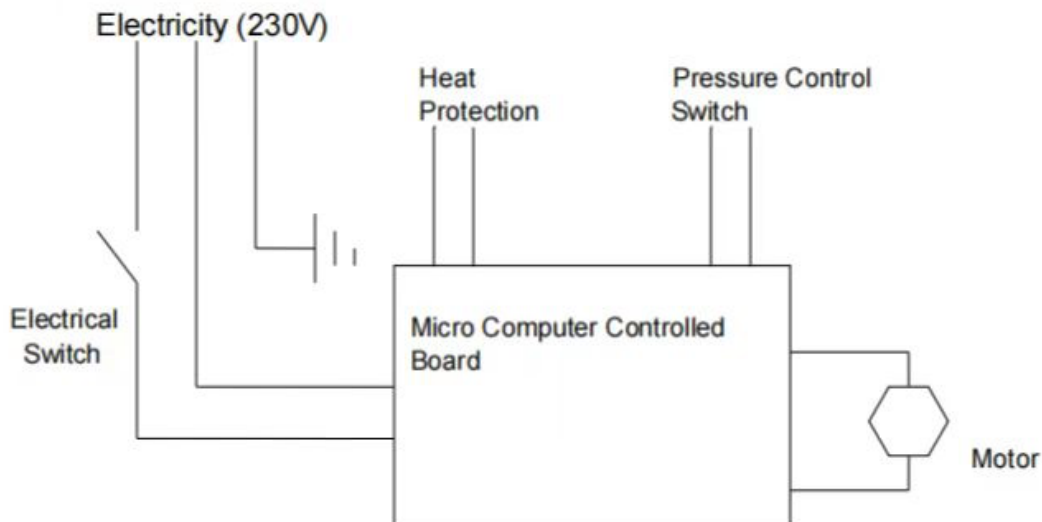 Electricity (230V)
Heat
Protection
Pressure Control
Switch
Electrical
Switch
Micro Computer Controlled
Board
Motor